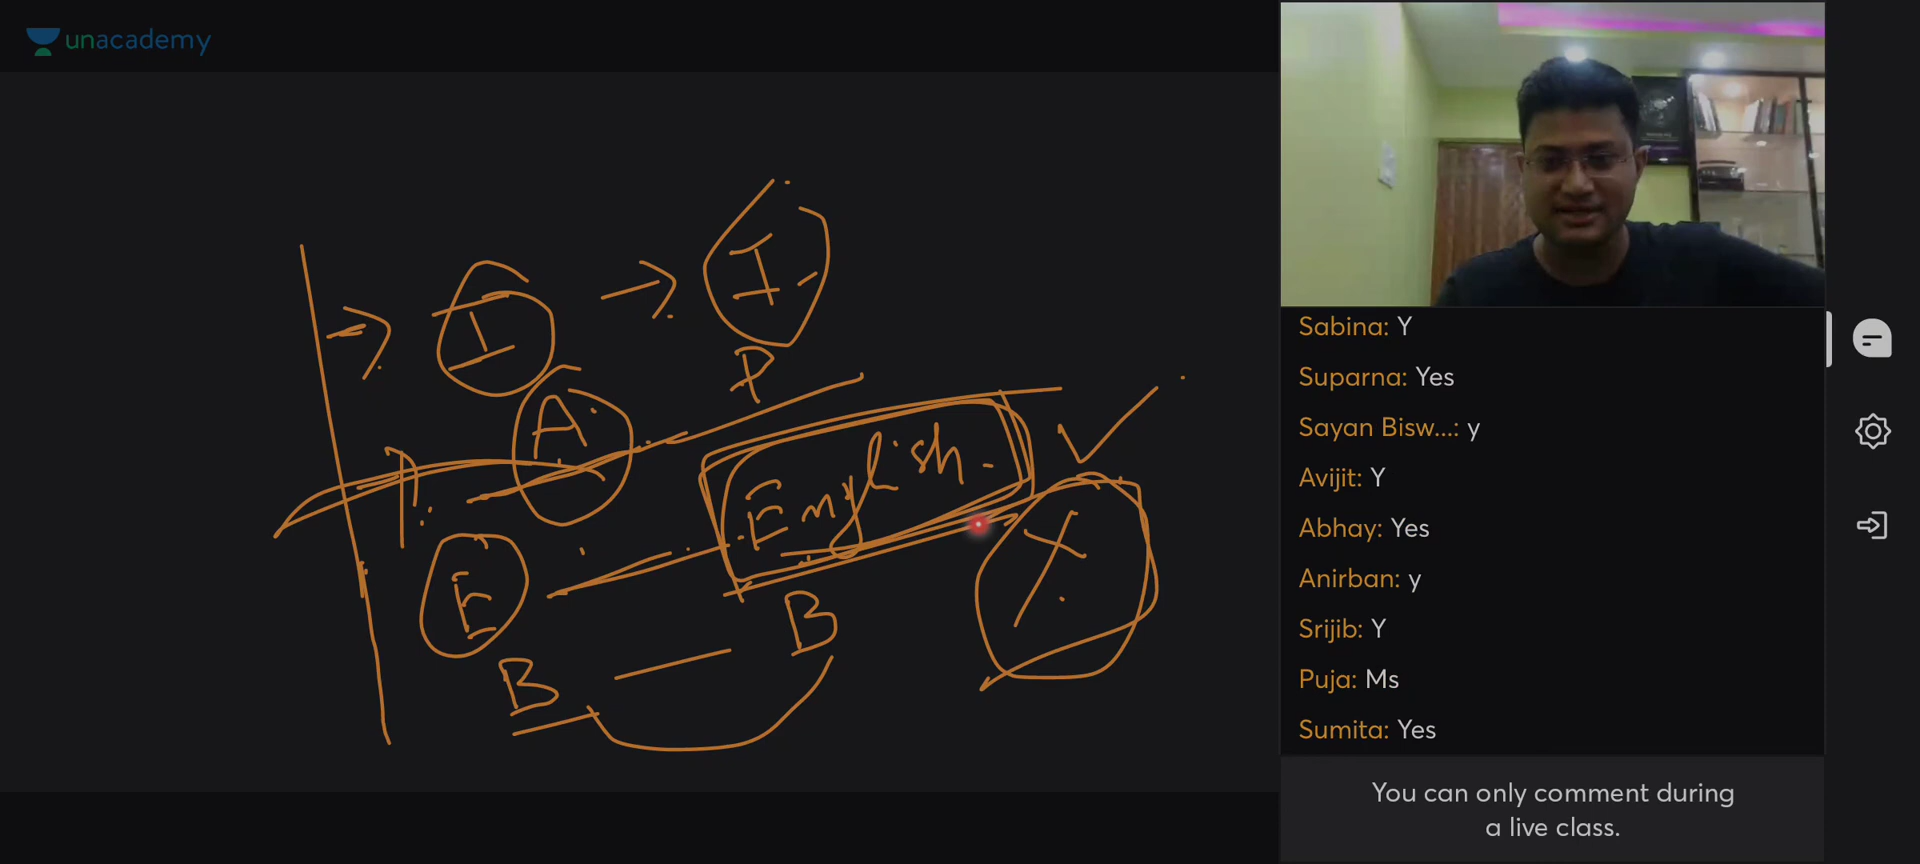 unacademy
I
I
A
P
English
E
B
B
Sabina: Y
Suparna: Yes
Sayan Bisw...: y
Avijit: Y
Abhay: Yes
Anirban: y
Srijib: Y
Puja: Ms
Sumita: Yes
You can only comment during
a live class.